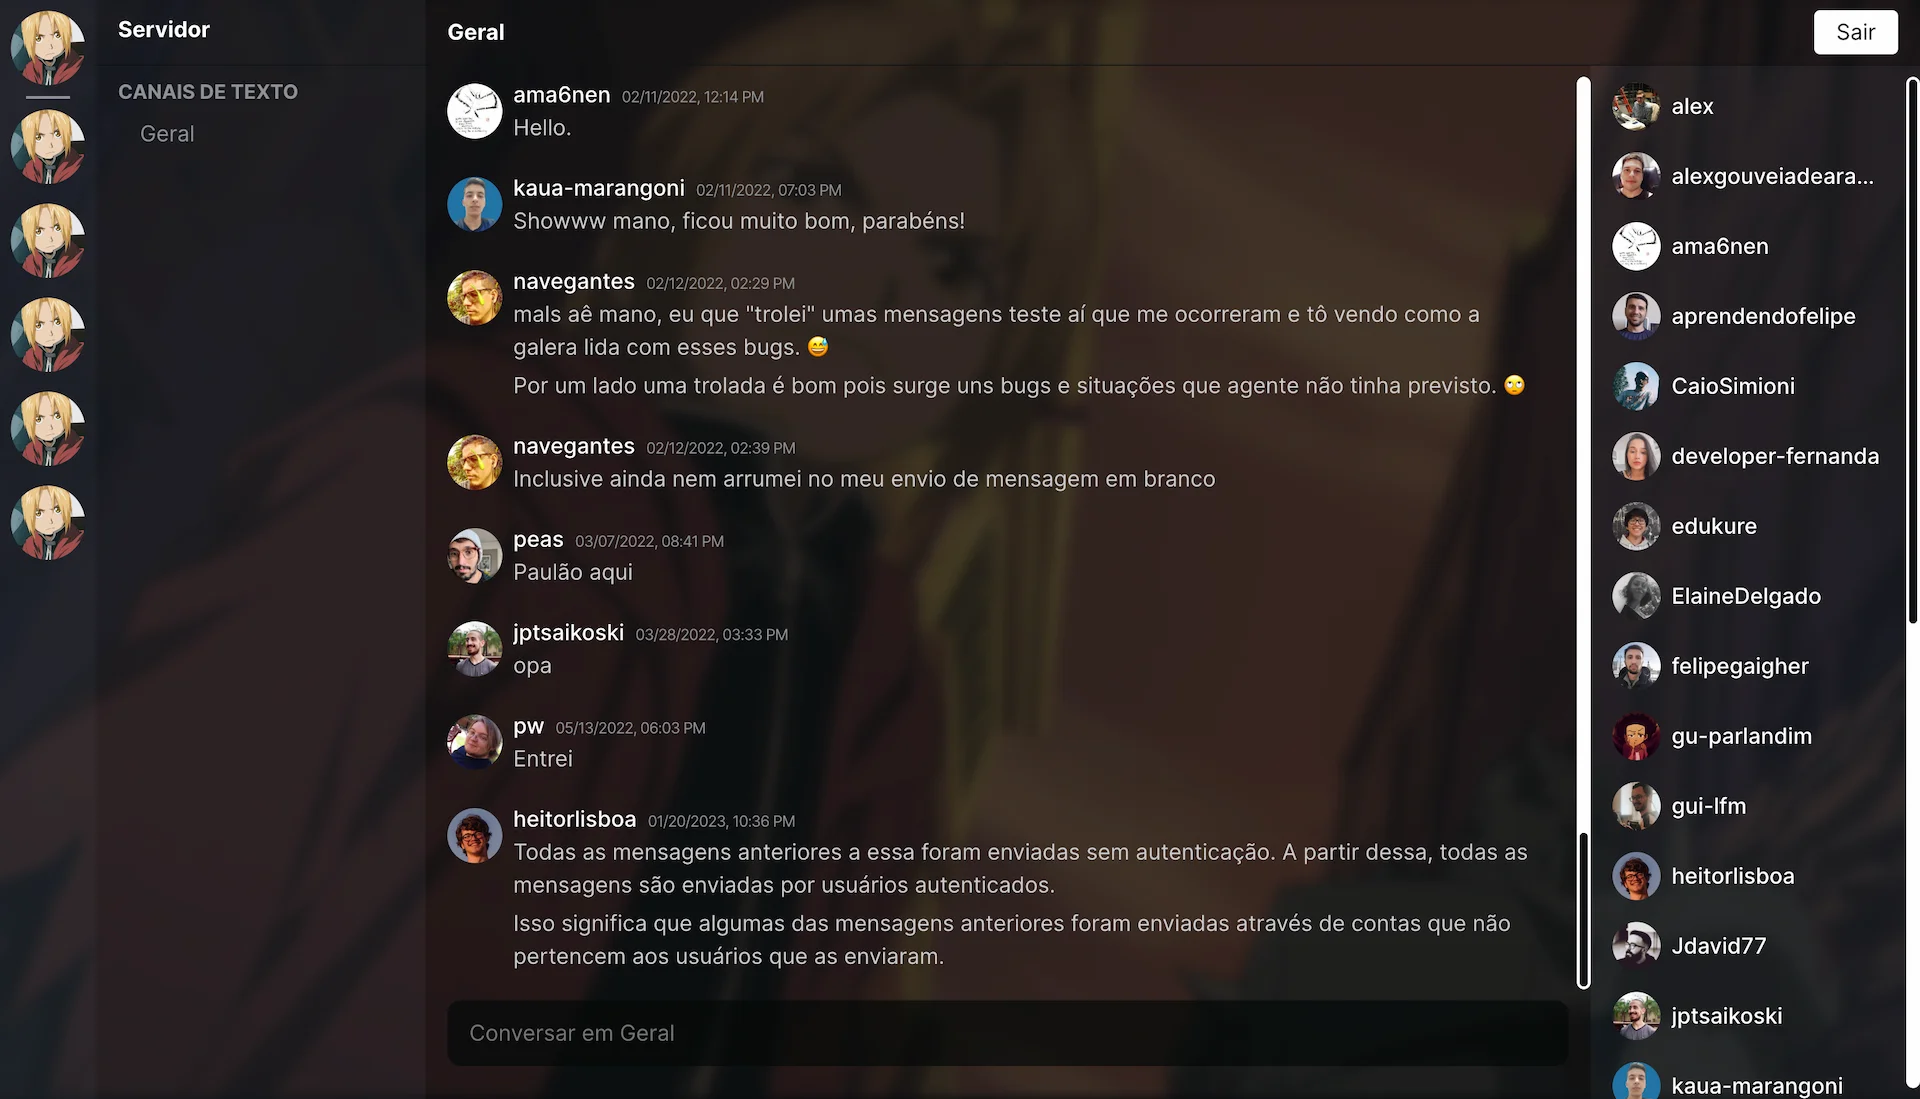 Servidor
CANAIS DE TEXTO
Geral
Geral
Sair
ama6nen 02/11/2022, 12:14 PM
Hello.
kaua-marangoni 02/11/2022, 07:03 PM
Showww mano, ficou muito bom, parabéns!
navegantes 02/12/2022, 02:29 PM
mals aê mano, eu que "trolei" umas mensagens teste aí que me ocorreram e tô vendo como a
galera lida com esses bugs. 😅
Por um lado uma trolada é bom pois surge uns bugs e situações que agente não tinha previsto. 🙄
navegantes 02/12/2022, 02:39 PM
Inclusive ainda nem arrumei no meu envio de mensagem em branco
peas 03/07/2022, 08:41 PM
Paulão aqui
jptsaikoski 03/28/2022, 03:33 PM
opa
pw 05/13/2022, 06:03 PM
Entrei
heitorlisboa 01/20/2023, 10:36 PM
Todas as mensagens anteriores a essa foram enviadas sem autenticação. A partir dessa, todas as
mensagens são enviadas por usuários autenticados.
Isso significa que algumas das mensagens anteriores foram enviadas através de contas que não
pertencem aos usuários que as enviaram.
Conversar em Geral
alex
alexgouveiadeara...
ama6nen
aprendendofelipe
CaioSimioni
developer-fernanda
edukure
ElaineDelgado
felipegaigher
gu-parlandim
gui-lfm
heitorlisboa
Jdavid77
jptsaikoski
kaua-marangoni